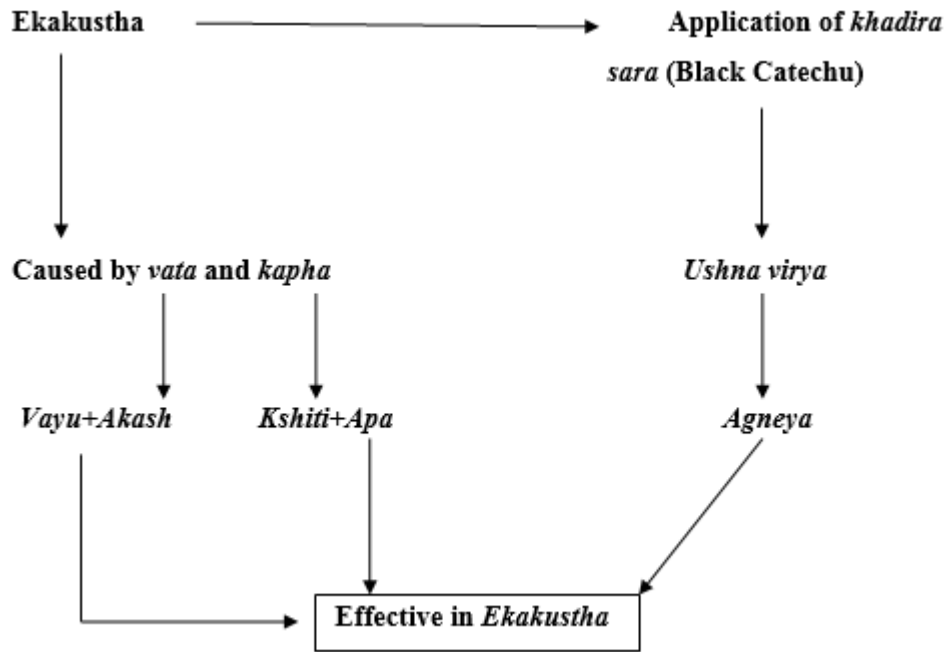 Ekakustha
Application of khadira
sara (Black Catechu)
Caused by vata and kapha
Ushna virya
Vayu+Akash
Kshiti+Apa
Agneya
Effective in Ekakustha